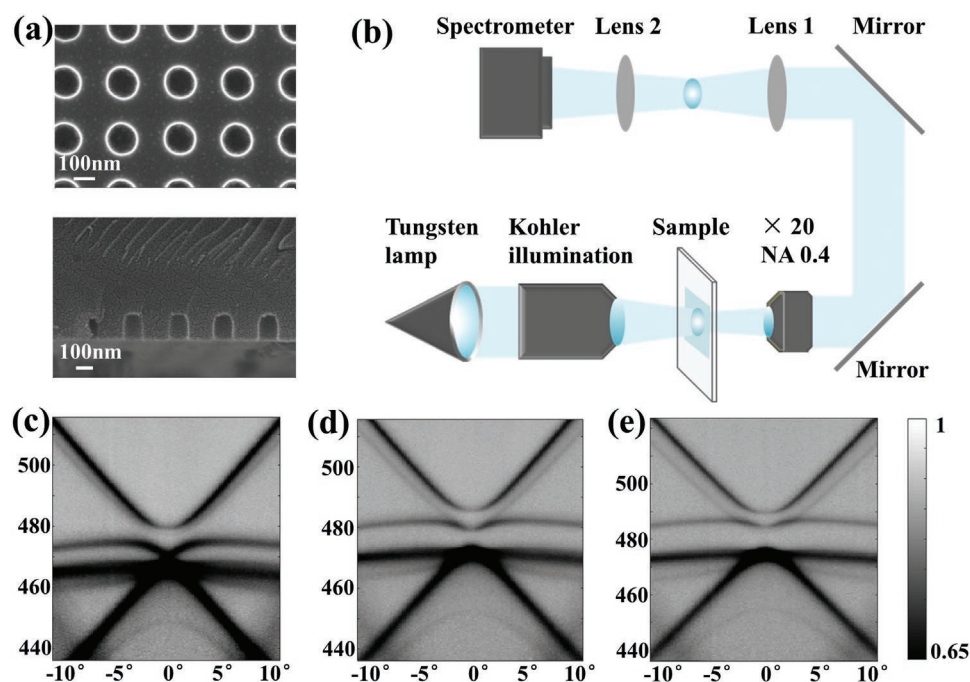 (a)
100nm
100nm
(b)
Spectrometer
Lens 2
Lens 1
Mirror
Tungsten
lamp
Kohler
illumination
Sample
× 20
NA 0.4
Mirror
(c)
500
480
460
440
-10° -5° 0° 5° 10°
(d)
500
480
460
440
-10° -5° 0° 5° 10°
(e)
500
490
480
460
440
-10° -5° 0° 5° 10°
1
0.65